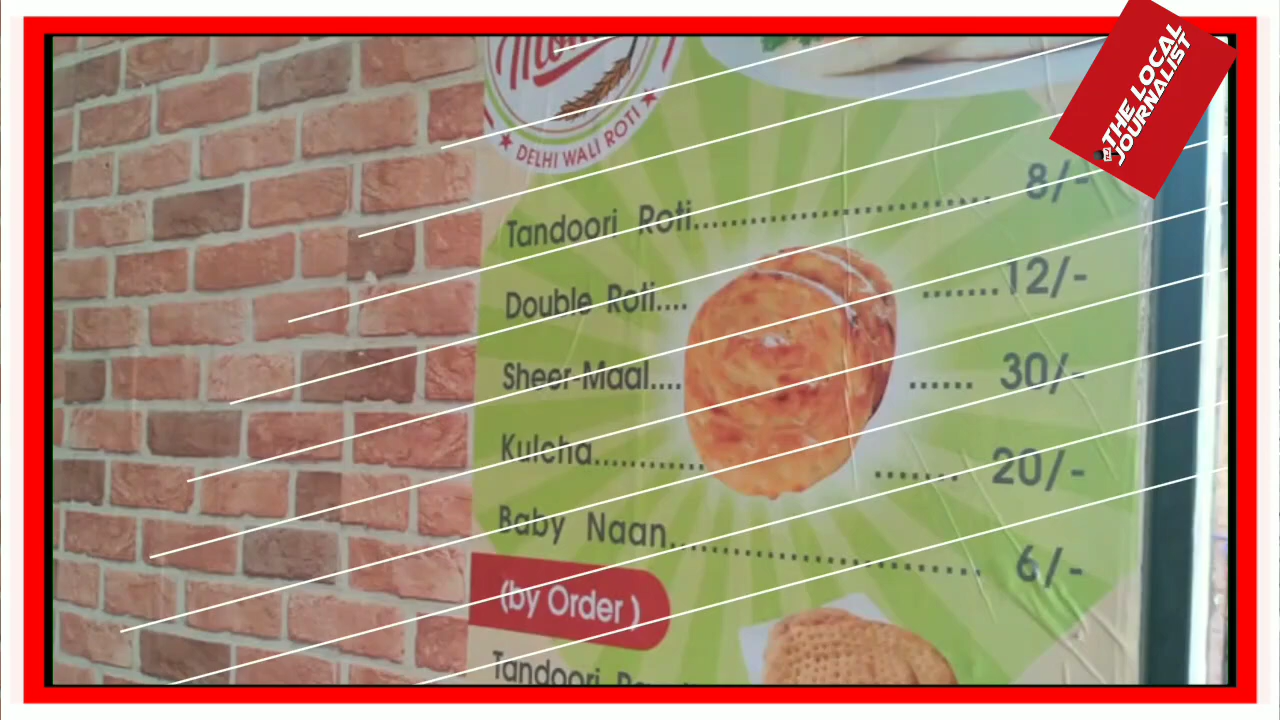 THE LOCAL
JOURNALIST
DELHI WALI ROTI
Tandoori Roti.................................. 8/-
Double Roti.... .......12/-
Sheer-Maal.... ...... 30/-
Kulcha............ ....... 20/-
Baby Naan............................... 6/-
(by Order )
Tandoori